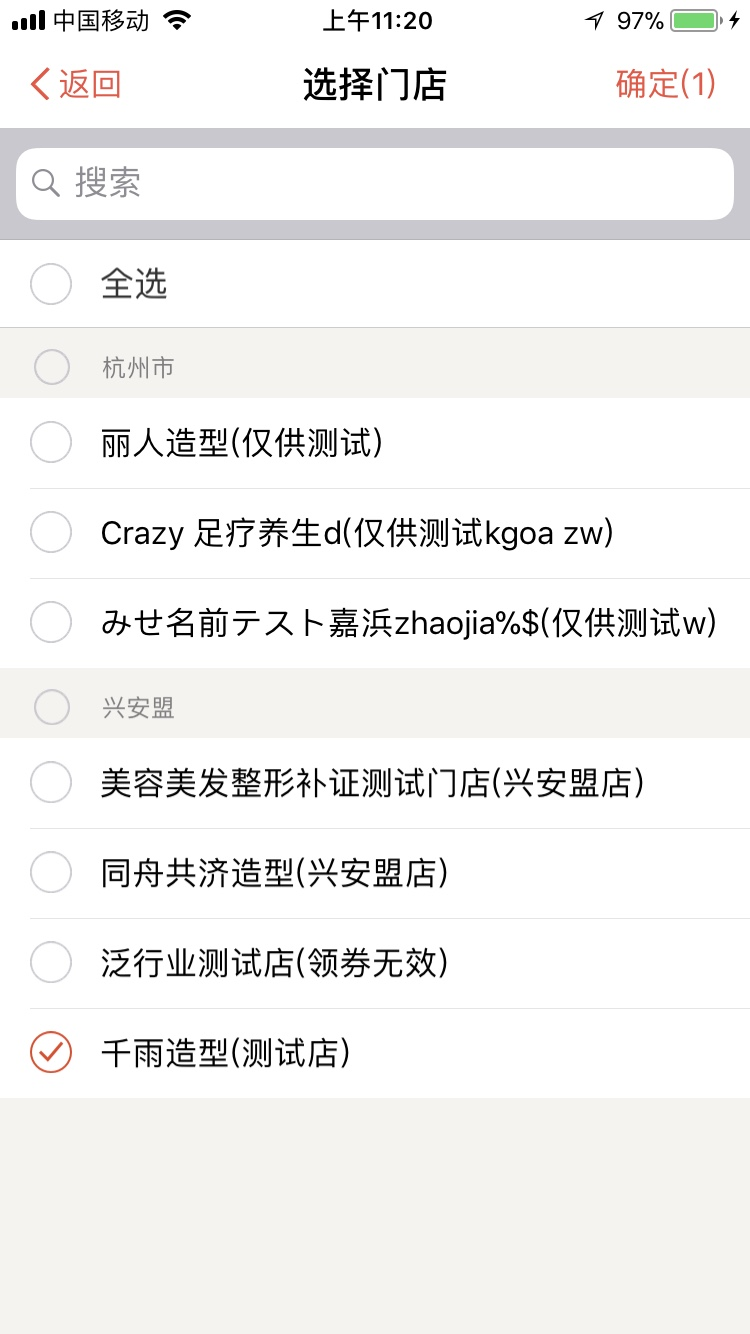 中国移动 上午11:20 97%
返回 选择门店 确定(1)
搜索
全选
杭州市
丽人造型(仅供测试)
Crazy 足疗养生d(仅供测试kgoa zw)
みせ名前テスト嘉浜zhaojia%$(仅供测试w)
兴安盟
美容美发整形补证测试门店(兴安盟店)
同舟共济造型(兴安盟店)
泛行业测试店(领券无效)
千雨造型(测试店)